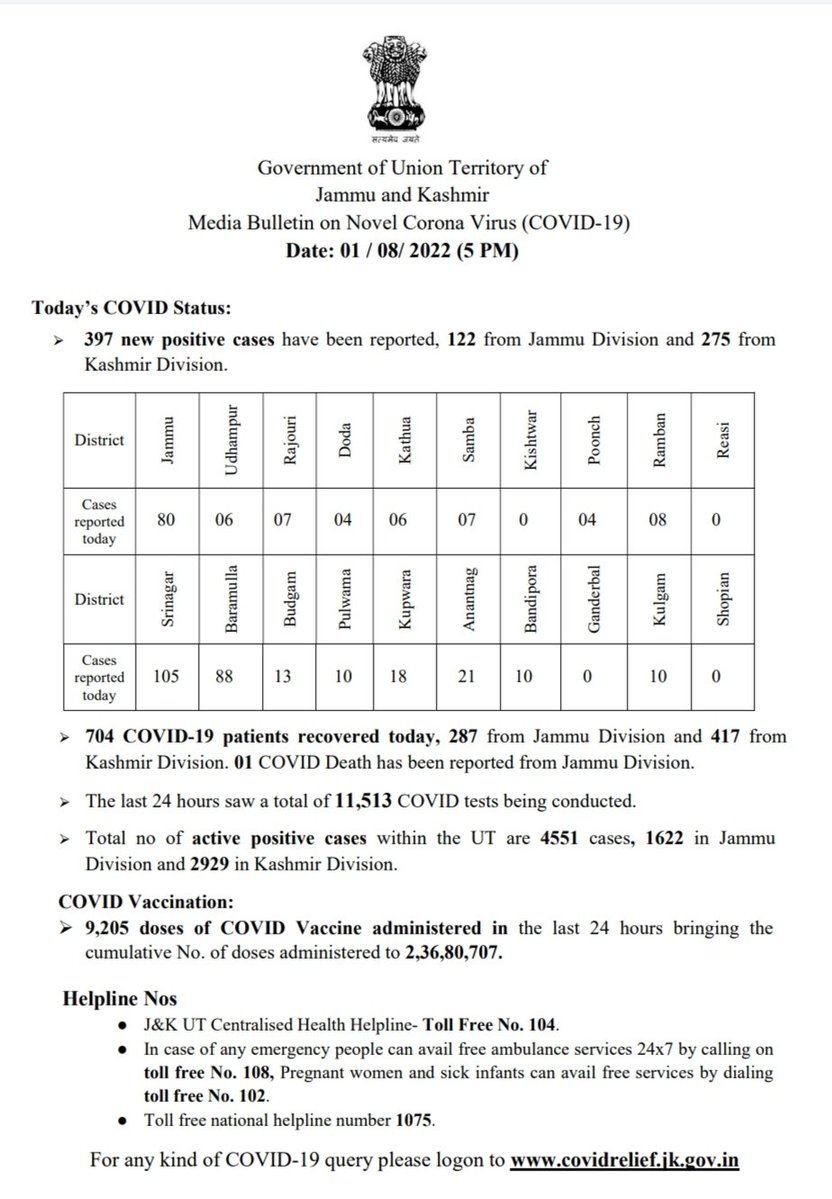 सत्यमेव जयते
Government of Union Territory of
Jammu and Kashmir
Media Bulletin on Novel Corona Virus (COVID-19)
Date: 01 / 08/ 2022 (5 PM)
Today’s COVID Status:
➢ 397 new positive cases have been reported, 122 from Jammu Division and 275 from
Kashmir Division.
District Jammu Udhampur Rajouri Doda Kathua Samba Kishtwar Poonch Ramban Reasi
Cases
reported
today
80 06 07 04 06 07 0 04 08 0
District Srinagar Baramulla Budgam Pulwama Kupwara Anantnag Bandipora Ganderbal Kulgam Shopian
Cases
reported
today
105 88 13 10 18 21 10 0 10 0
➢ 704 COVID-19 patients recovered today, 287 from Jammu Division and 417 from
Kashmir Division. 01 COVID Death has been reported from Jammu Division.
➢ The last 24 hours saw a total of 11,513 COVID tests being conducted.
➢ Total no of active positive cases within the UT are 4551 cases, 1622 in Jammu
Division and 2929 in Kashmir Division.
COVID Vaccination:
➢ 9,205 doses of COVID Vaccine administered in the last 24 hours bringing the
cumulative No. of doses administered to 2,36,80,707.
Helpline Nos
● J&K UT Centralised Health Helpline- Toll Free No. 104.
● In case of any emergency people can avail free ambulance services 24x7 by calling on
toll free No. 108, Pregnant women and sick infants can avail free services by dialing
toll free No. 102.
● Toll free national helpline number 1075.
For any kind of COVID-19 query please logon to www.covidrelief.jk.gov.in